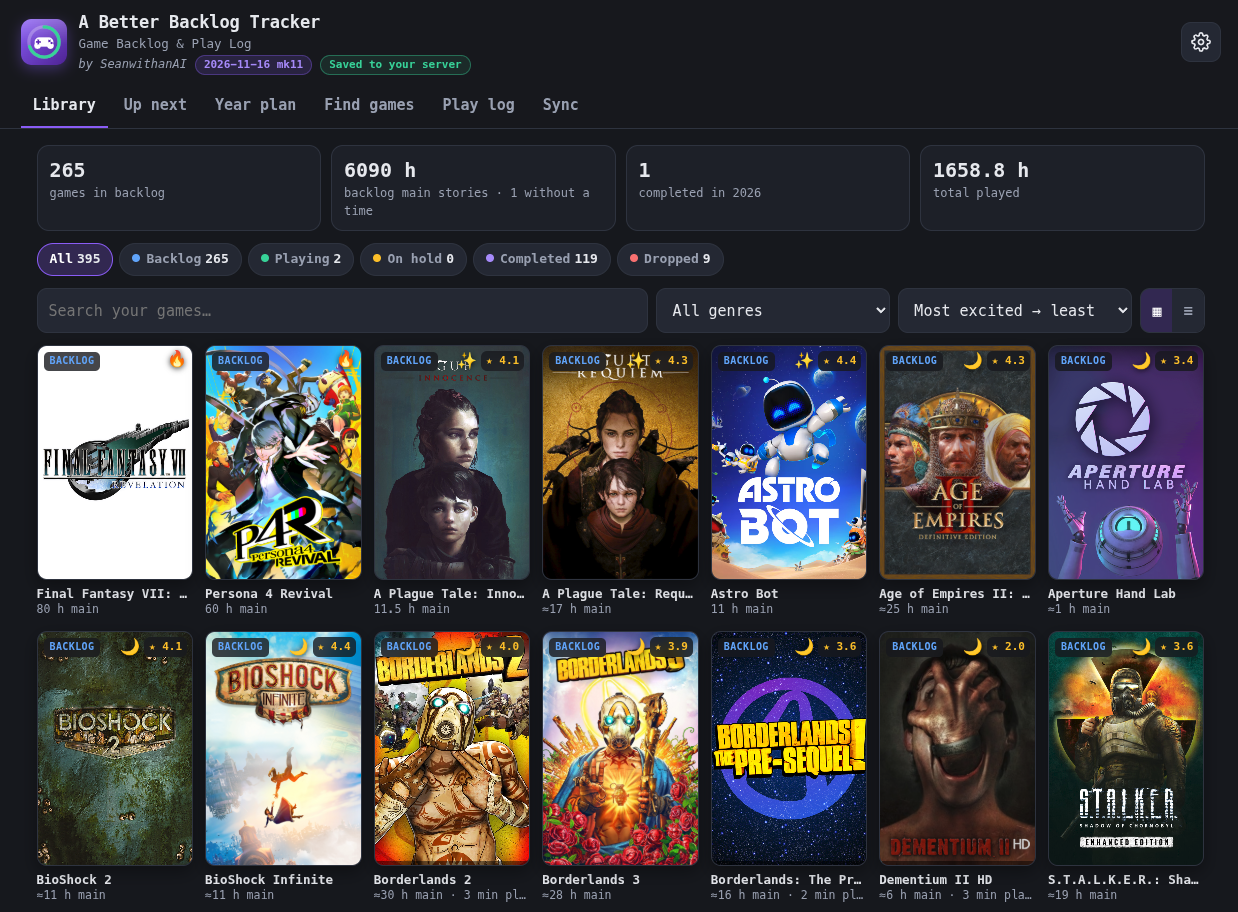 A Better Backlog Tracker
Game Backlog & Play Log
by SeanwithanAI 2026-11-16 mk11 Saved to your server
Library Up next Year plan Find games Play log Sync
265
games in backlog
6090 h
backlog main stories · 1 without a
time
1
completed in 2026
1658.8 h
total played
All 395 Backlog 265 Playing 2 On hold 0 Completed 119 Dropped 9
Search your games…
All genres
Most excited → least
BACKLOG
FINAL FANTASY VII
REVELATION
Final Fantasy VII: …
80 h main
BACKLOG
P4R
persona4
REVIVAL
Persona 4 Revival
60 h main
BACKLOG ★ 4.1
INNOCENCE
A Plague Tale: Inno…
11.5 h main
BACKLOG ★ 4.3
REQUIEM
A Plague Tale: Requ…
≈17 h main
BACKLOG ★ 4.4
ASTRO
BOT
Astro Bot
11 h main
BACKLOG ★ 4.3
AGE
OF
EMPIRES
II
DEFINITIVE EDITION
Age of Empires II: …
≈25 h main
BACKLOG ★ 3.4
APERTURE
HAND LAB
Aperture Hand Lab
≈1 h main
BACKLOG ★ 4.1
BIOSHOCK
2
BioShock 2
≈11 h main
BACKLOG ★ 4.4
BIOSHOCK
INFINITE
BioShock Infinite
≈11 h main
BACKLOG ★ 4.0
BORDERLANDS 2
Borderlands 2
≈30 h main · 3 min pl…
BACKLOG ★ 3.9
BORDERLANDS 3
Borderlands 3
≈28 h main
BACKLOG ★ 3.6
BORDERLANDS
THE PRE-SEQUEL!
Borderlands: The Pr…
≈16 h main · 2 min pl…
BACKLOG ★ 2.0
DEMENTIUM II HD
Dementium II HD
≈6 h main · 3 min pla…
BACKLOG ★ 3.6
S.T.A.L.K.E.R.
SHADOW OF CHORNOBYL
ENHANCED EDITION
S.T.A.L.K.E.R.: Sha…
≈19 h main